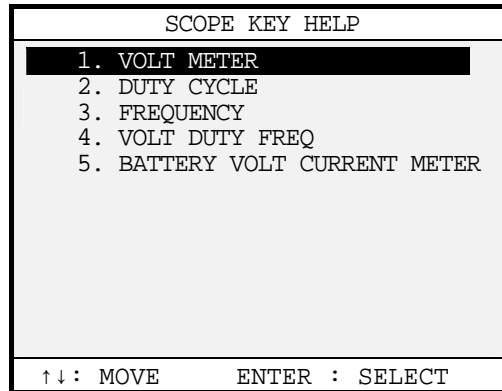 SCOPE KEY HELP
1. VOLT METER
2. DUTY CYCLE
3. FREQUENCY
4. VOLT DUTY FREQ
5. BATTERY VOLT CURRENT METER
↑↓: MOVE ENTER : SELECT